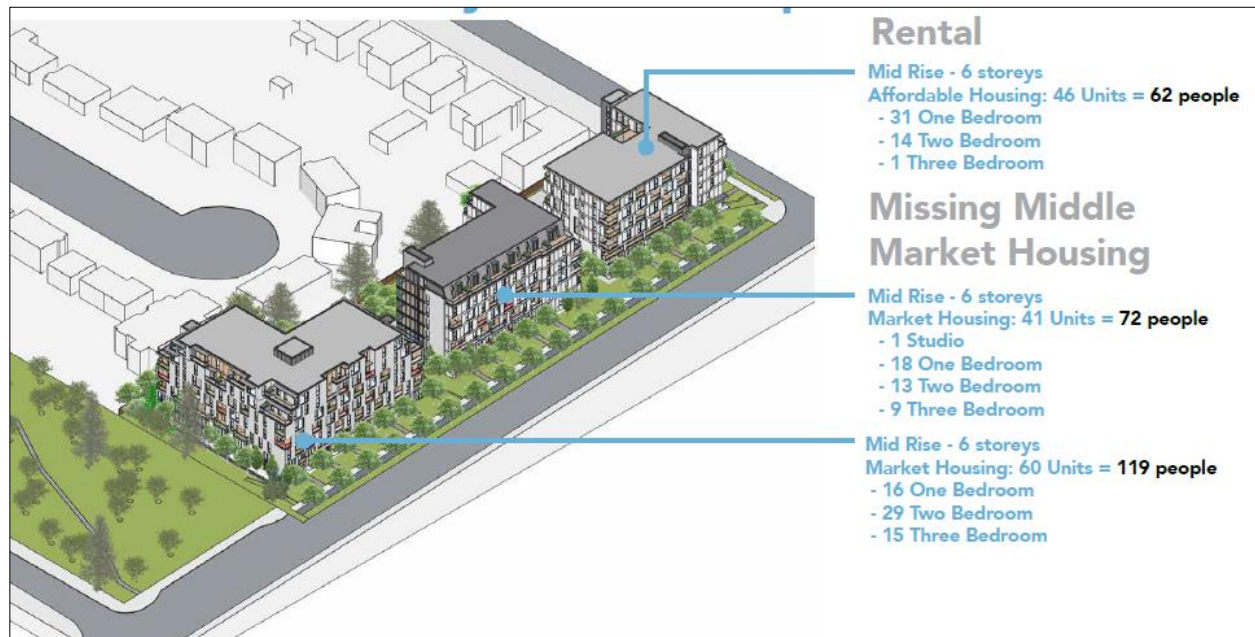 Rental
Mid Rise - 6 storeys
Affordable Housing: 46 Units = 62 people
- 31 One Bedroom
- 14 Two Bedroom
- 1 Three Bedroom
Missing Middle
Market Housing
Mid Rise - 6 storeys
Market Housing: 41 Units = 72 people
- 1 Studio
- 18 One Bedroom
- 13 Two Bedroom
- 9 Three Bedroom
Mid Rise - 6 storeys
Market Housing: 60 Units = 119 people
- 16 One Bedroom
- 29 Two Bedroom
- 15 Three Bedroom